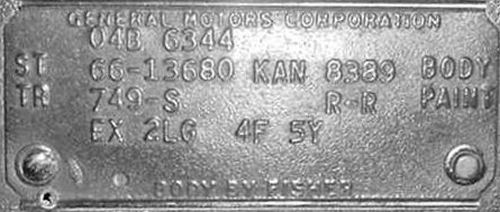 GENERAL MOTORS CORPORATION
04B 6344
ST 66-13680 KAN 8389 BODY
TR 749-S R-R PAINT
EX 2LG 4F 5Y
BODY BY FISHER